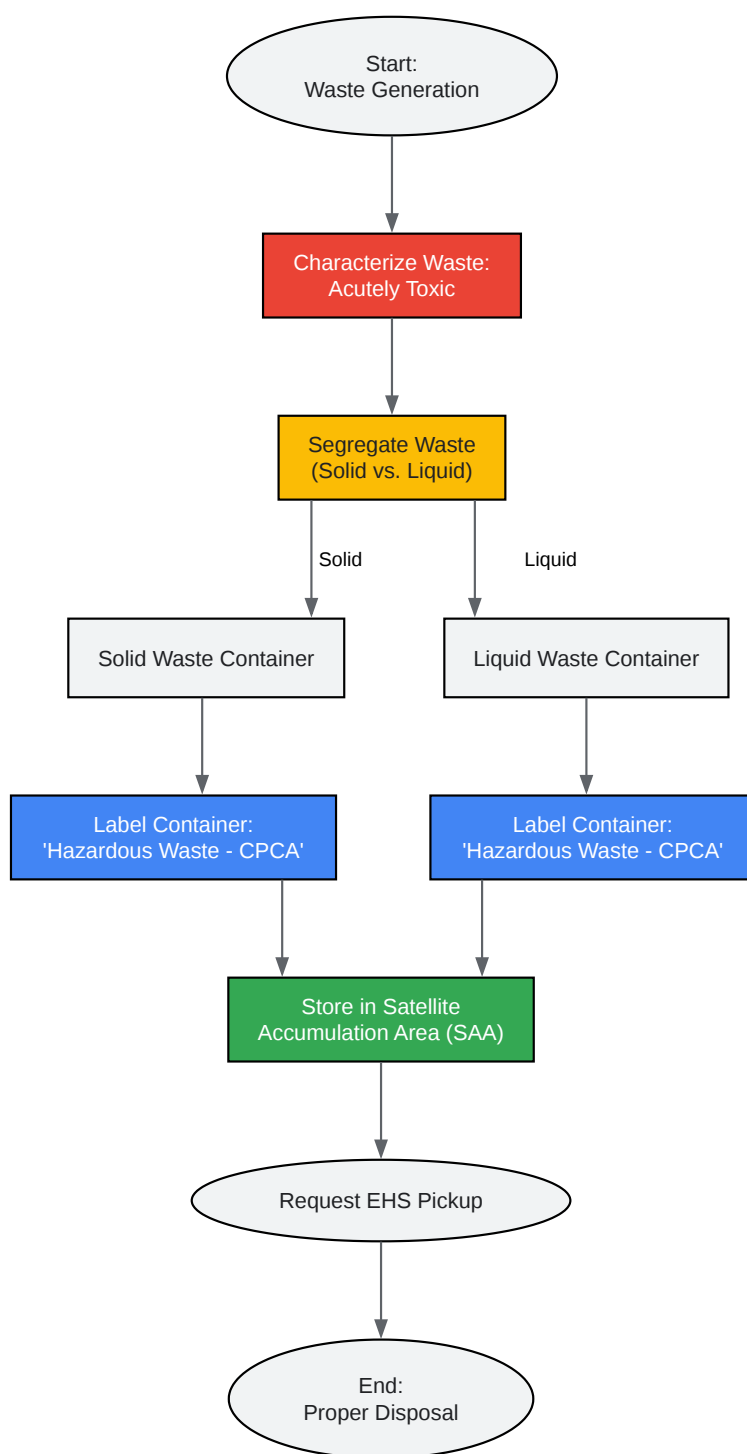 Start:
Waste Generation
Characterize Waste:
Acutely Toxic
Segregate Waste
(Solid vs. Liquid)
Solid
Liquid
Solid Waste Container
Liquid Waste Container
Label Container:
'Hazardous Waste - CPCA'
Label Container:
'Hazardous Waste - CPCA'
Store in Satellite
Accumulation Area (SAA)
Request EHS Pickup
End:
Proper Disposal